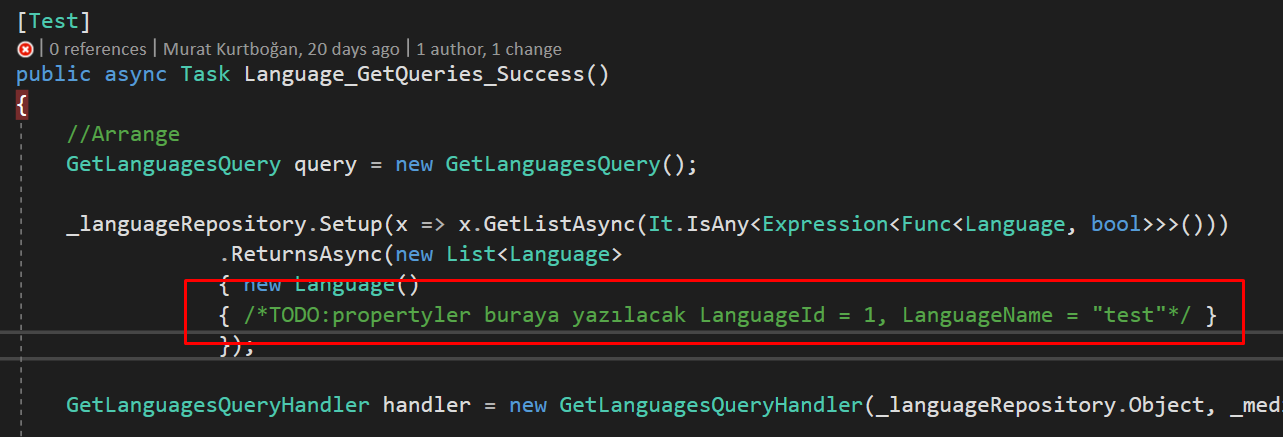 [Test]
0 references | Murat Kurtboğan, 20 days ago | 1 author, 1 change
public async Task Language_GetQueries_Success()
{
//Arrange
GetLanguagesQuery query = new GetLanguagesQuery();
_languageRepository.Setup(x => x.GetListAsync(It.IsAny<Expression<Func<Language, bool>>>()))
.ReturnsAsync(new List<Language>
{ new Language()
{ /*TODO:propertyler buraya yazılacak LanguageId = 1, LanguageName = "test"*/ }
});
GetLanguagesQueryHandler handler = new GetLanguagesQueryHandler(_languageRepository.Object, _med